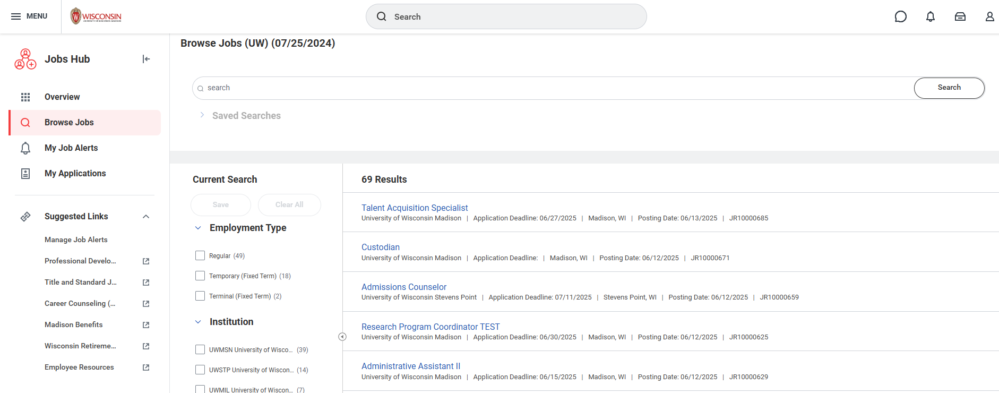 MENU
WISCONSIN
UNIVERSITY OF WISCONSIN-MADISON
Search
Jobs Hub
Overview
Browse Jobs
My Job Alerts
My Applications
Suggested Links
Manage Job Alerts
Professional Develo...
Title and Standard J...
Career Counseling (...
Madison Benefits
Wisconsin Retireme...
Employee Resources
Browse Jobs (UW) (07/25/2024)
search
Search
Saved Searches
Current Search
Save
Clear All
Employment Type
Regular (49)
Temporary (Fixed Term) (18)
Terminal (Fixed Term) (2)
Institution
UWMSN University of Wisco... (39)
UWSTP University of Wiscon... (14)
UWMIL University of Wiscon... (7)
69 Results
Talent Acquisition Specialist
University of Wisconsin Madison | Application Deadline: 06/27/2025 | Madison, WI | Posting Date: 06/13/2025 | JR10000685
Custodian
University of Wisconsin Madison | Application Deadline: | Madison, WI | Posting Date: 06/12/2025 | JR10000671
Admissions Counselor
University of Wisconsin Stevens Point | Application Deadline: 07/11/2025 | Stevens Point, WI | Posting Date: 06/12/2025 | JR10000659
Research Program Coordinator TEST
University of Wisconsin Madison | Application Deadline: 06/30/2025 | Madison, WI | Posting Date: 06/12/2025 | JR10000625
Administrative Assistant II
University of Wisconsin Madison | Application Deadline: 06/15/2025 | Madison, WI | Posting Date: 06/12/2025 | JR10000629